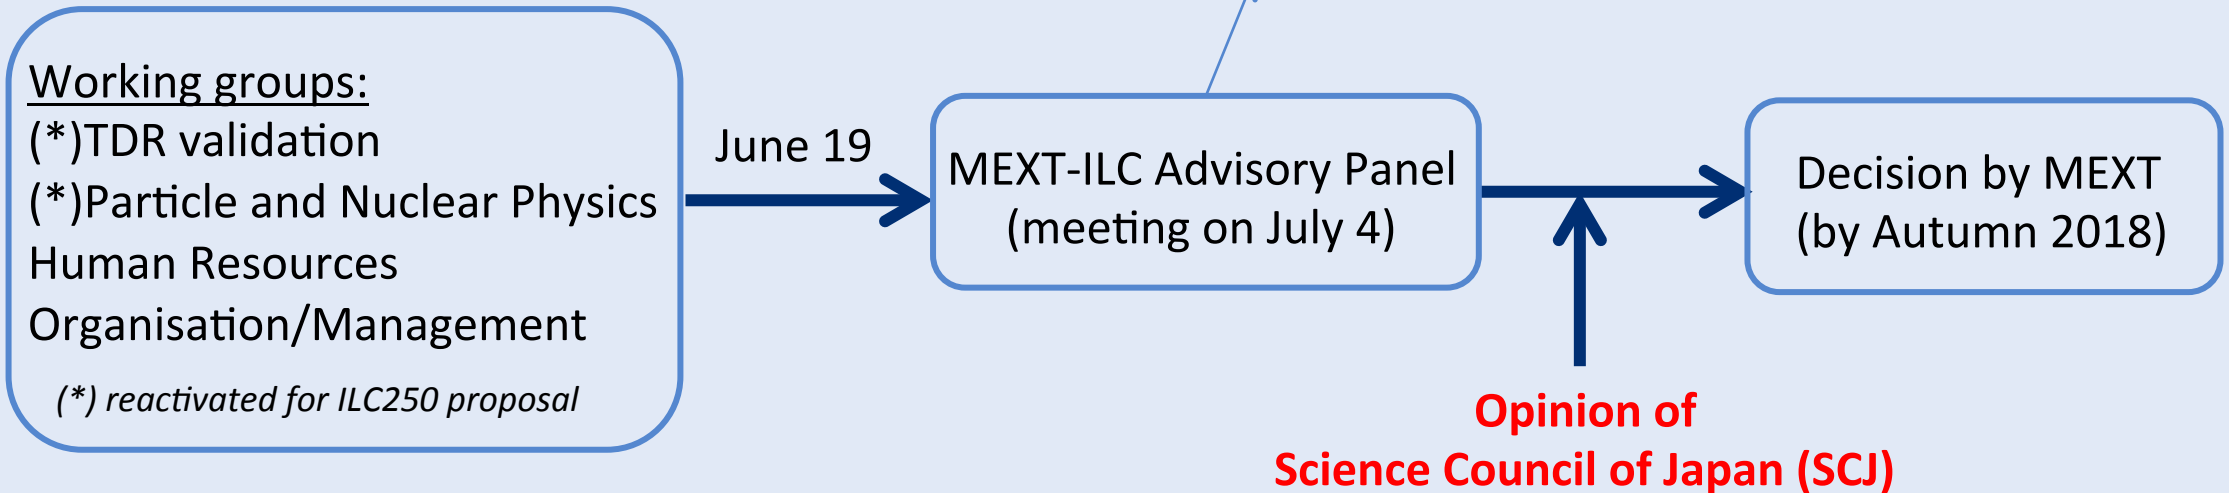 Working groups:
(*)TDR validation
(*)Particle and Nuclear Physics
Human Resources
Organisation/Management
(*) reactivated for ILC250 proposal
June 19
MEXT-ILC Advisory Panel
(meeting on July 4)
Decision by MEXT
(by Autumn 2018)
Opinion of
Science Council of Japan (SCJ)